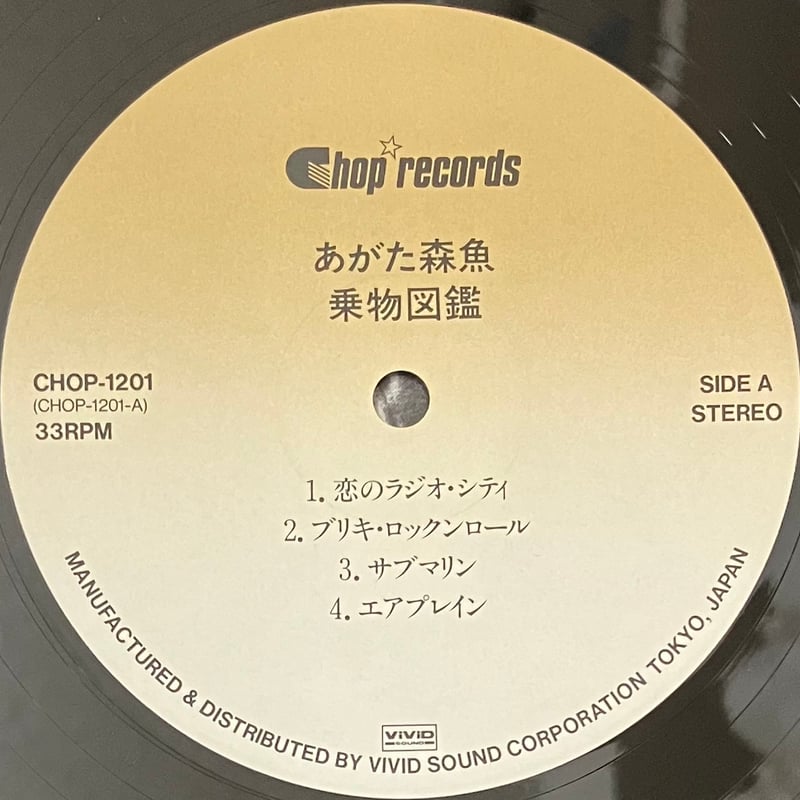 Chop records
あがた森魚
乗物図鑑
CHOP-1201
(CHOP-1201-A)
33RPM
SIDE A
STEREO
1. 恋のラジオ・シティ
2. ブリキ・ロックンロール
3. サブマリン
4. エアプレイン
ViViD
SOUND
MANUFACTURED & DISTRIBUTED BY VIVID SOUND CORPORATION TOKYO, JAPAN